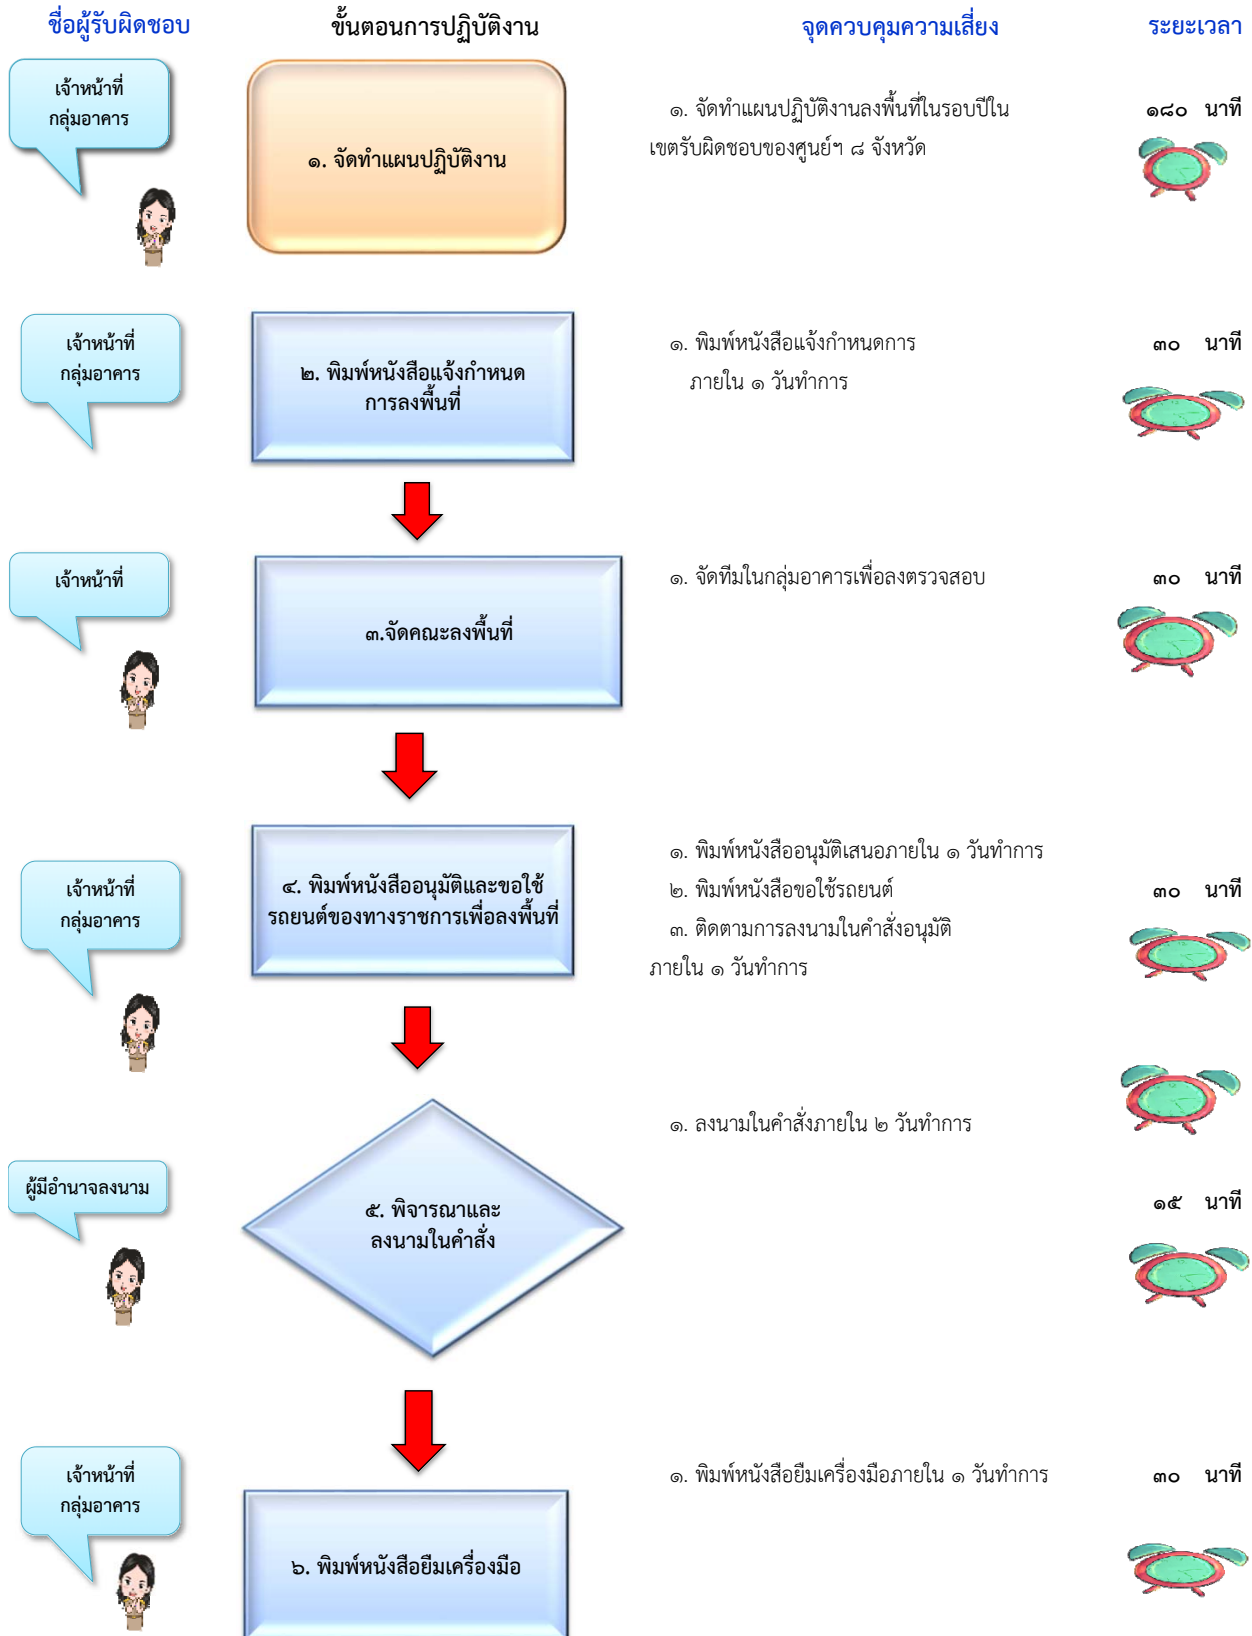 ชื่อผู้รับผิดชอบ ขั้นตอนการปฏิบัติงาน จุดควบคุมความเสี่ยง ระยะเวลา
เจ้าหน้าที่
กลุ่มอาคาร
๑. จัดทำแผนปฏิบัติงาน
๑. จัดทำแผนปฏิบัติงานลงพื้นที่ในรอบปีใน
เขตรับผิดชอบของศูนย์ฯ ๘ จังหวัด
๑๘๐ นาที
เจ้าหน้าที่
กลุ่มอาคาร
๒. พิมพ์หนังสือแจ้งกำหนด
การลงพื้นที่
๑. พิมพ์หนังสือแจ้งกำหนดการ
ภายใน ๑ วันทำการ
๓๐ นาที
เจ้าหน้าที่
๓.จัดคณะลงพื้นที่
๑. จัดทีมในกลุ่มอาคารเพื่อลงตรวจสอบ
๓๐ นาที
เจ้าหน้าที่
กลุ่มอาคาร
๔. พิมพ์หนังสืออนุมัติและขอใช้
รถยนต์ของทางราชการเพื่อลงพื้นที่
๑. พิมพ์หนังสืออนุมัติเสนอภายใน ๑ วันทำการ
๒. พิมพ์หนังสือขอใช้รถยนต์
๓. ติดตามการลงนามในคำสั่งอนุมัติ
ภายใน ๑ วันทำการ
๓๐ นาที
ผู้มีอำนาจลงนาม
๕. พิจารณาและ
ลงนามในคำสั่ง
๑. ลงนามในคำสั่งภายใน ๒ วันทำการ
๑๕ นาที
เจ้าหน้าที่
กลุ่มอาคาร
๖. พิมพ์หนังสือยืมเครื่องมือ
๑. พิมพ์หนังสือยืมเครื่องมือภายใน ๑ วันทำการ
๓๐ นาที